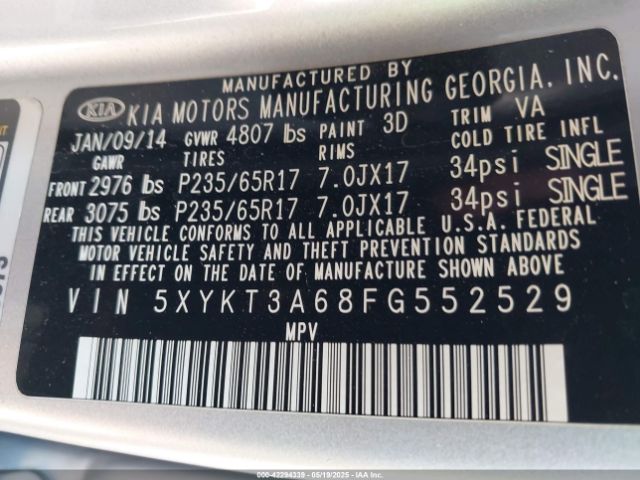 MANUFACTURED BY
KIA KIA MOTORS MANUFACTURING GEORGIA, INC.
JAN/09/14 GVWR 4807 lbs PAINT 3D TRIM VA
GAWR TIRES RIMS COLD TIRE INFL
FRONT 2976 lbs P235/65R17 7.0JX17 34psi SINGLE
REAR 3075 lbs P235/65R17 7.0JX17 34psi SINGLE
THIS VEHICLE CONFORMS TO ALL APPLICABLE U.S.A. FEDERAL
MOTOR VEHICLE SAFETY AND THEFT PREVENTION STANDARDS
IN EFFECT ON THE DATE OF MANUFACTURE SHOWN ABOVE
VIN 5XYKT3A68FG552529
MPV
000-42294339 - 05/19/2025 - IAA Inc.